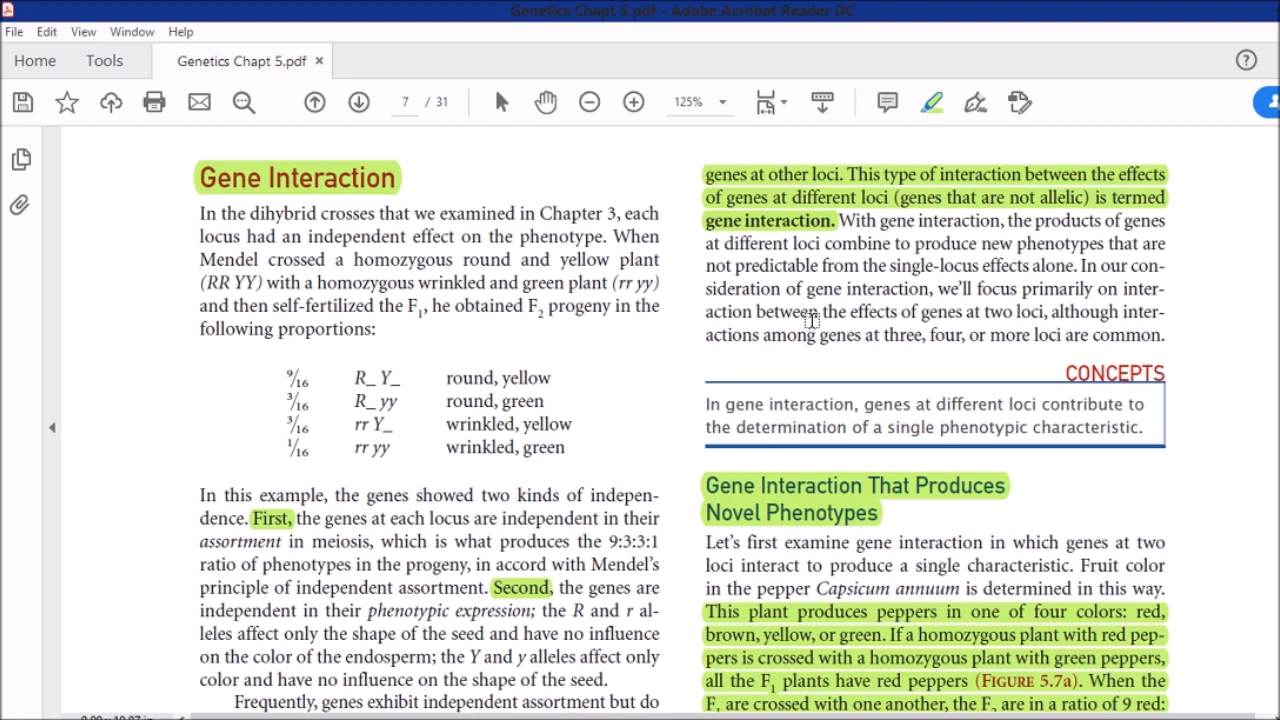 Genetics Chapt 5.pdf - Adobe Acrobat Reader DC
File Edit View Window Help
Home Tools Genetics Chapt 5.pdf ×
7 / 31 125%
Gene Interaction
In the dihybrid crosses that we examined in Chapter 3, each
locus had an independent effect on the phenotype. When
Mendel crossed a homozygous round and yellow plant
(RR YY) with a homozygous wrinkled and green plant (rr yy)
and then self-fertilized the F1, he obtained F2 progeny in the
following proportions:
9/16 R_ Y_ round, yellow
3/16 R_ yy round, green
3/16 rr Y_ wrinkled, yellow
1/16 rr yy wrinkled, green
In this example, the genes showed two kinds of indepen-
dence. First, the genes at each locus are independent in their
assortment in meiosis, which is what produces the 9:3:3:1
ratio of phenotypes in the progeny, in accord with Mendel's
principle of independent assortment. Second, the genes are
independent in their phenotypic expression; the R and r al-
leles affect only the shape of the seed and have no influence
on the color of the endosperm; the Y and y alleles affect only
color and have no influence on the shape of the seed.
Frequently, genes exhibit independent assortment but do
genes at other loci. This type of interaction between the effects
of genes at different loci (genes that are not allelic) is termed
gene interaction. With gene interaction, the products of genes
at different loci combine to produce new phenotypes that are
not predictable from the single-locus effects alone. In our con-
sideration of gene interaction, we'll focus primarily on inter-
action between the effects of genes at two loci, although inter-
actions among genes at three, four, or more loci are common.
CONCEPTS
In gene interaction, genes at different loci contribute to
the determination of a single phenotypic characteristic.
Gene Interaction That Produces
Novel Phenotypes
Let's first examine gene interaction in which genes at two
loci interact to produce a single characteristic. Fruit color
in the pepper Capsicum annuum is determined in this way.
This plant produces peppers in one of four colors: red,
brown, yellow, or green. If a homozygous plant with red pep-
pers is crossed with a homozygous plant with green peppers,
all the F1 plants have red peppers (FIGURE 5.7a). When the
F1 are crossed with one another, the F2 are in a ratio of 9 red: